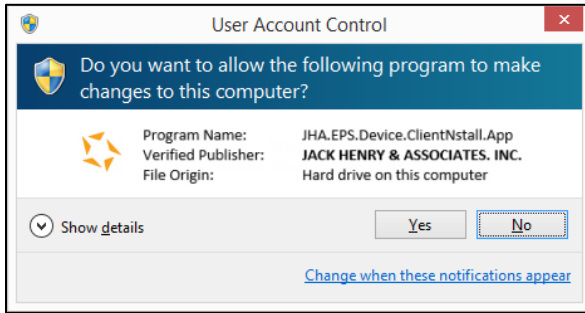 User Account Control
Do you want to allow the following program to make
changes to this computer?
Program Name: JHA.EPS.Device.ClientNstall.App
Verified Publisher: JACK HENRY & ASSOCIATES. INC.
File Origin: Hard drive on this computer
Show details Yes No
Change when these notifications appear